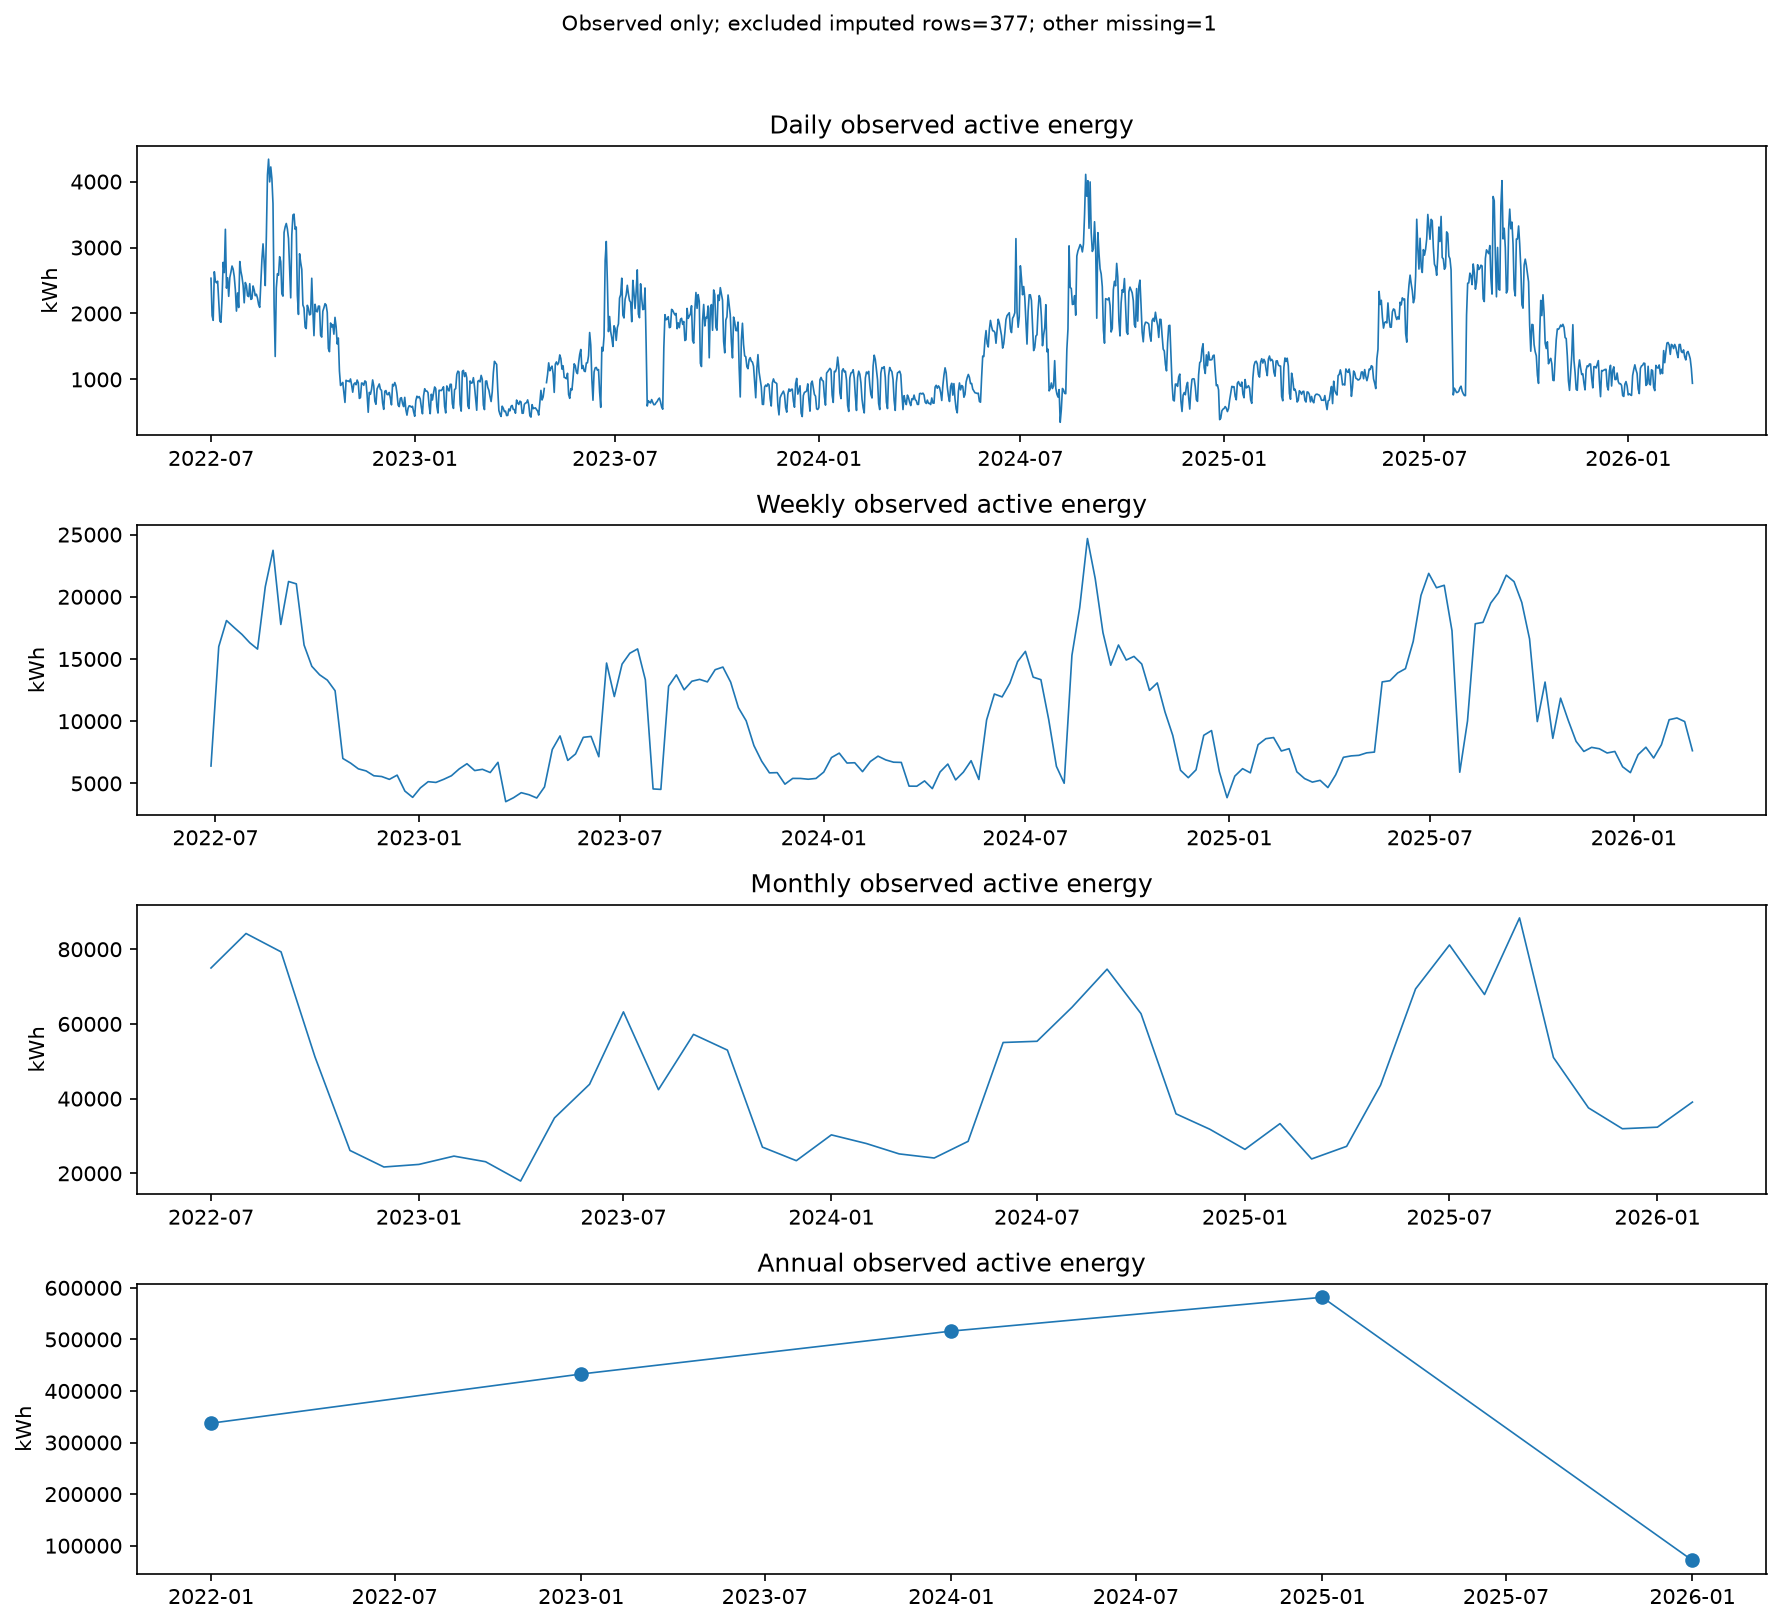 Observed only; excluded imputed rows=377; other missing=1
Daily observed active energy
kWh
4000
3000
2000
1000
2022-07 2023-01 2023-07 2024-01 2024-07 2025-01 2025-07 2026-01
Weekly observed active energy
kWh
25000
20000
15000
10000
5000
2022-07 2023-01 2023-07 2024-01 2024-07 2025-01 2025-07 2026-01
Monthly observed active energy
kWh
80000
60000
40000
20000
2022-07 2023-01 2023-07 2024-01 2024-07 2025-01 2025-07 2026-01
Annual observed active energy
kWh
600000
500000
400000
300000
200000
100000
2022-01 2022-07 2023-01 2023-07 2024-01 2024-07 2025-01 2025-07 2026-01